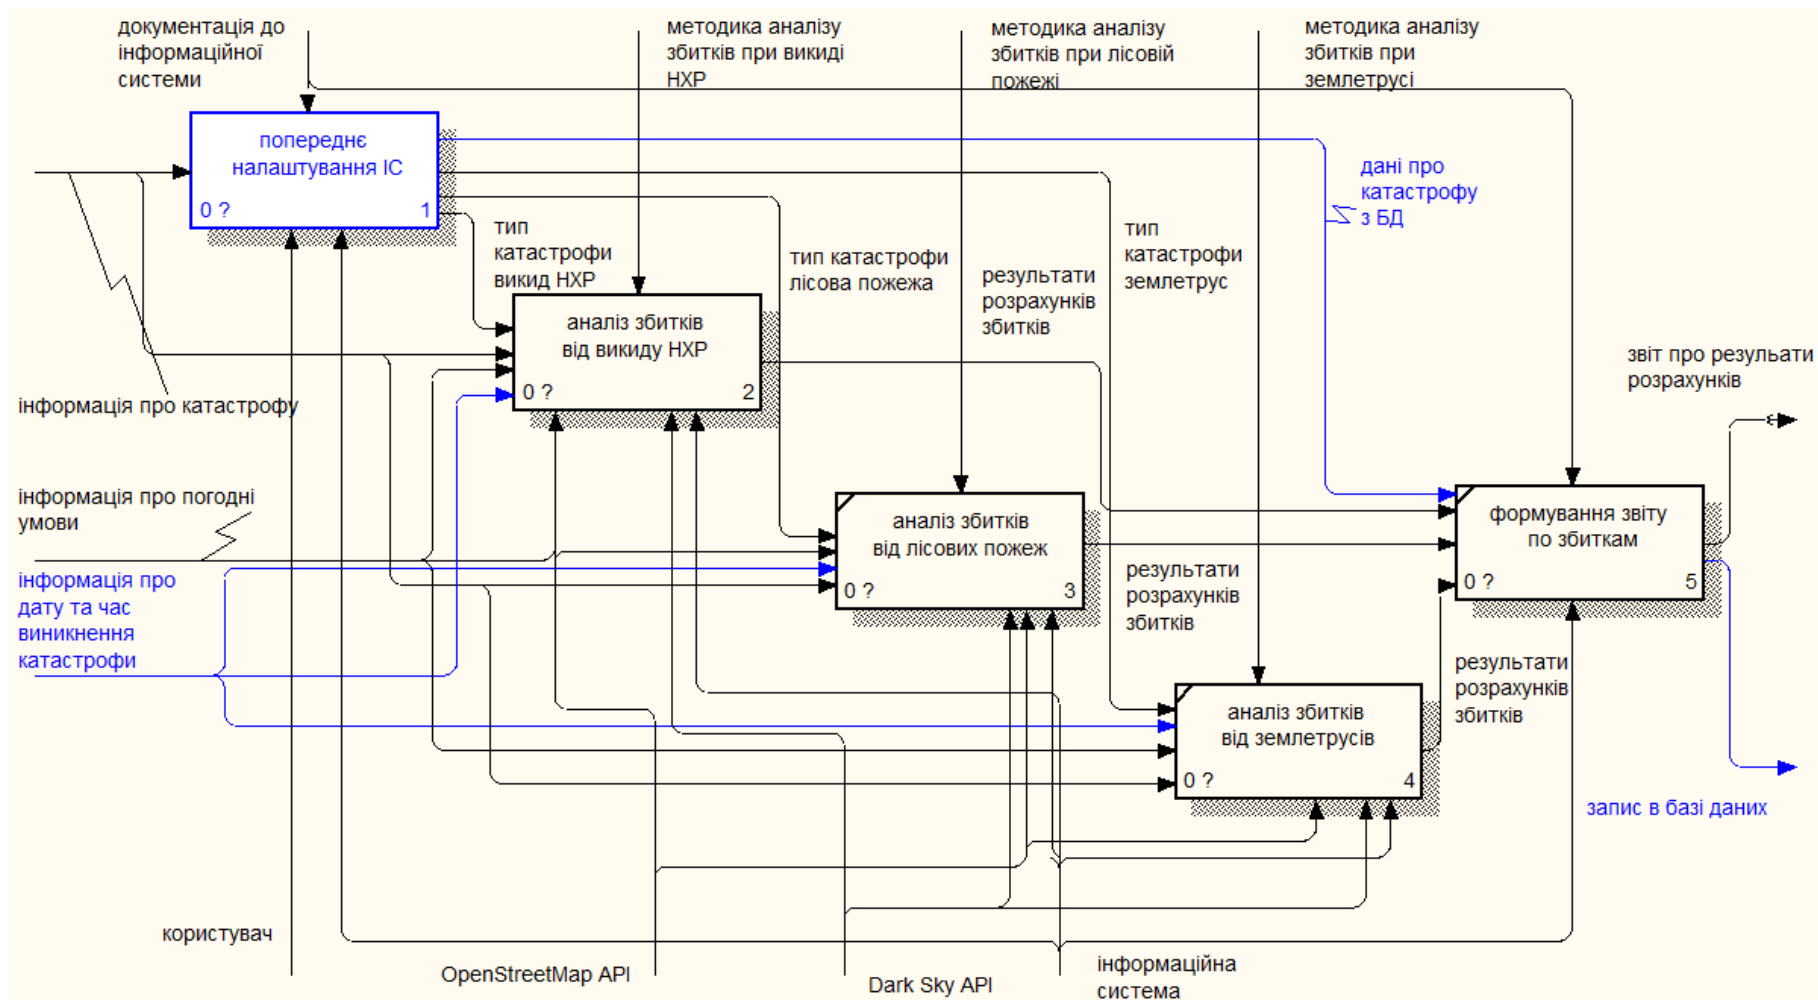 документація до
інформаційної
системи
методика аналізу
збитків при викиді
НХР
методика аналізу
збитків при лісовій
пожежі
методика аналізу
збитків при
землетрусі
попереднє
налаштування ІС
0 ?
1
дані про
катастрофу
з БД
тип
катастрофи
викид НХР
тип катастрофи
лісова пожежа
результати
розрахунків
збитків
тип
катастрофи
землетрус
аналіз збитків
від викиду НХР
0 ?
2
звіт про резульати
розрахунків
інформація про катастрофу
інформація про погодні
умови
аналіз збитків
від лісових пожеж
0 ?
3
формування звіту
по збиткам
0 ?
5
інформація про
дату та час
виникнення
катастрофи
результати
розрахунків
збитків
результати
розрахунків
збитків
аналіз збитків
від землетрусів
0 ?
4
запис в базі даних
користувач
OpenStreetMap API
Dark Sky API
інформаційна
система